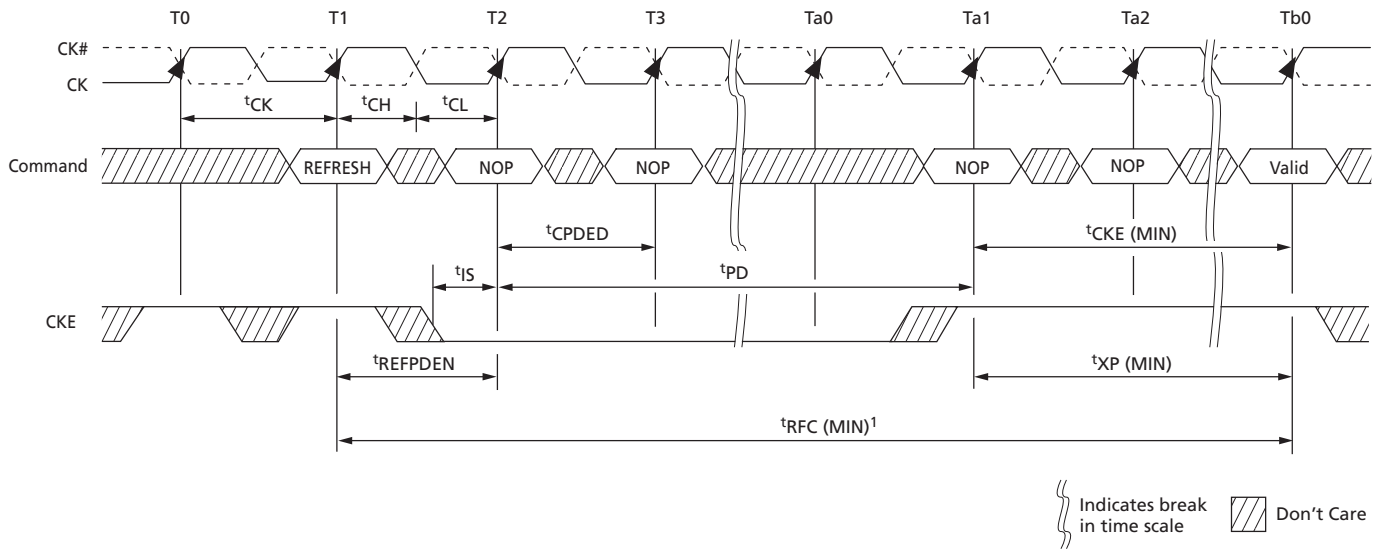 T0 T1 T2 T3 Ta0 Ta1 Ta2 Tb0
CK#
CK
tCK tCH tCL
Command REFRESH NOP NOP NOP NOP Valid
tCPDED tCKE (MIN)
tIS tPD
CKE
tREFPDEN tXP (MIN)
tRFC (MIN)1
Indicates break
in time scale
Don't Care